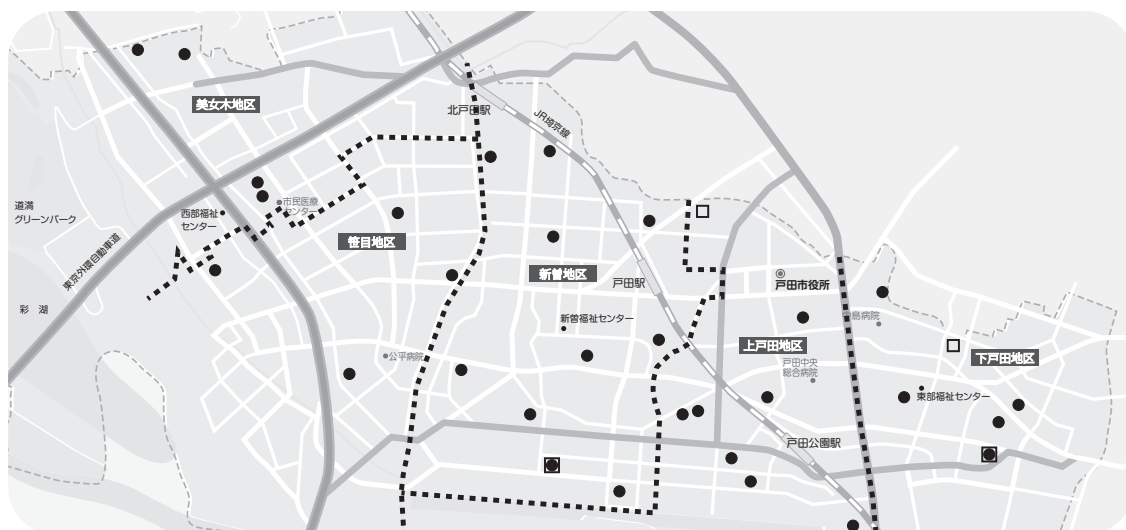 美女木地区
北戸田駅
JR埼京線
道満
グリーンパーク
西部福祉
センター
市民医療
センター
東京外環自動車道
笹目地区
新曽地区
戸田駅
戸田市役所
彩 湖
新曽福祉センター
中島病院
上戸田地区
下戸田地区
公平病院
戸田中央
総合病院
東部福祉センター
戸田公園駅